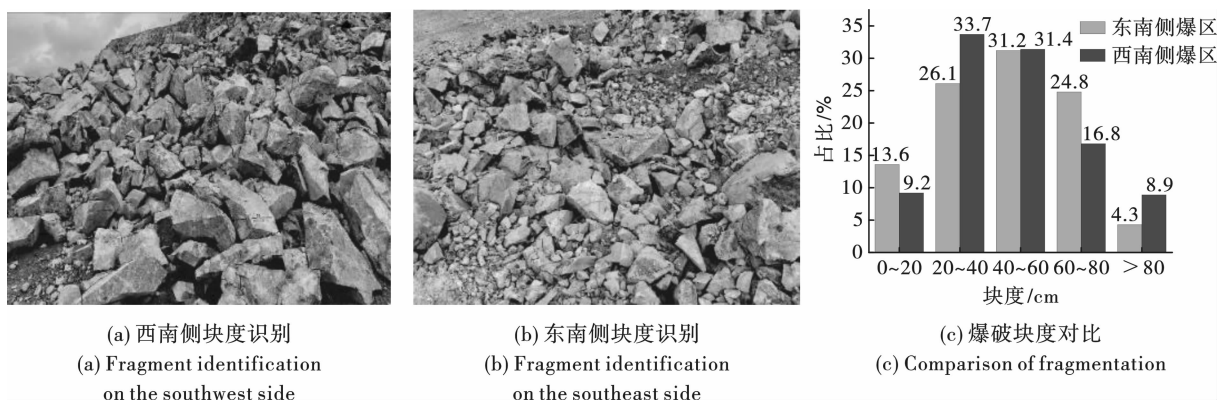 35
30
25
20
15
10
5
0
占比/%
13.6
9.2
26.1
33.7
31.2
31.4
24.8
16.8
4.3
8.9
东南侧爆区
西南侧爆区
0~20
20~40
40~60
60~80
＞80
块度/cm
(a) 西南侧块度识别
(a) Fragment identification
on the southwest side
(b) 东南侧块度识别
(b) Fragment identification
on the southeast side
(c) 爆破块度对比
(c) Comparison of fragmentation